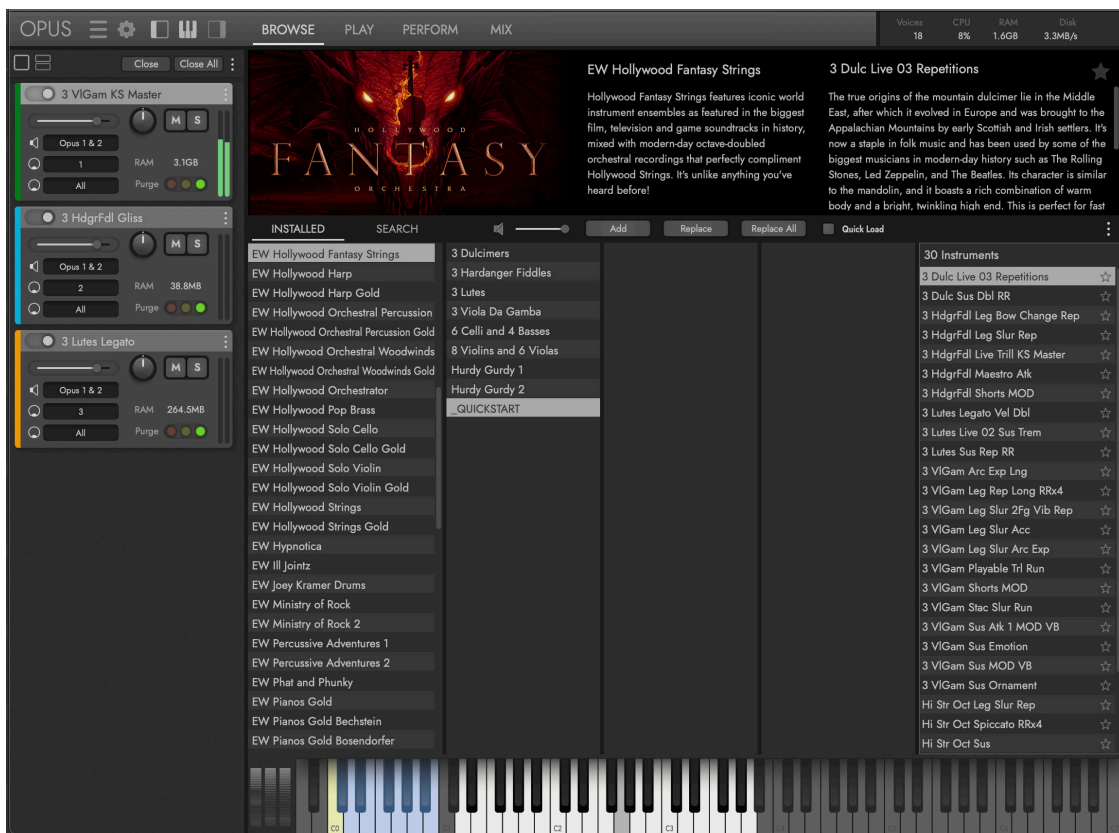 OPUS
BROWSE
PLAY
PERFORM
MIX
Voices
18
CPU
8%
RAM
1.6GB
Disk
3.3MB/s
Close
Close All
3 VlGam KS Master
M
S
Opus 1 & 2
1
RAM
3.1GB
All
Purge
3 HdgrFdl Gliss
M
S
Opus 1 & 2
2
RAM
38.8MB
All
Purge
3 Lutes Legato
M
S
Opus 1 & 2
3
RAM
264.5MB
All
Purge
HOLLYWOOD
FANTASY
ORCHESTRA
EW Hollywood Fantasy Strings
Hollywood Fantasy Strings features iconic world
instrument ensembles as featured in the biggest
film, television and game soundtracks in history,
mixed with modern-day octave-doubled
orchestral recordings that perfectly compliment
Hollywood Strings. It's unlike anything you've
heard before!
3 Dulc Live 03 Repetitions
The true origins of the mountain dulcimer lie in the Middle
East, after which it evolved in Europe and was brought to the
Appalachian Mountains by early Scottish and Irish settlers. It's
now a staple in folk music and has been used by some of the
biggest musicians in modern-day history such as The Rolling
Stones, Led Zeppelin, and The Beatles. Its character is similar
to the mandolin, and it boasts a rich combination of warm
body and a bright, twinkling high end. This is perfect for fast
INSTALLED
SEARCH
Add
Replace
Replace All
Quick Load
EW Hollywood Fantasy Strings
EW Hollywood Harp
EW Hollywood Harp Gold
EW Hollywood Orchestral Percussion
EW Hollywood Orchestral Percussion Gold
EW Hollywood Orchestral Woodwinds
EW Hollywood Orchestral Woodwinds Gold
EW Hollywood Orchestrator
EW Hollywood Pop Brass
EW Hollywood Solo Cello
EW Hollywood Solo Cello Gold
EW Hollywood Solo Violin
EW Hollywood Solo Violin Gold
EW Hollywood Strings
EW Hollywood Strings Gold
EW Hypnotica
EW Ill Jointz
EW Joey Kramer Drums
EW Ministry of Rock
EW Ministry of Rock 2
EW Percussive Adventures 1
EW Percussive Adventures 2
EW Phat and Phunky
EW Pianos Gold
EW Pianos Gold Bechstein
EW Pianos Gold Bosendorfer
3 Dulcimers
3 Hardanger Fiddles
3 Lutes
3 Viola Da Gamba
6 Celli and 4 Basses
8 Violins and 6 Violas
Hurdy Gurdy 1
Hurdy Gurdy 2
_QUICKSTART
30 Instruments
3 Dulc Live 03 Repetitions
3 Dulc Sus Dbl RR
3 HdgrFdl Leg Bow Change Rep
3 HdgrFdl Leg Slur Rep
3 HdgrFdl Live Trill KS Master
3 HdgrFdl Maestro Atk
3 HdgrFdl Shorts MOD
3 Lutes Legato Vel Dbl
3 Lutes Live 02 Sus Trem
3 Lutes Sus Rep RR
3 VlGam Arc Exp Lng
3 VlGam Leg Rep Long RRx4
3 VlGam Leg Slur 2Fg Vib Rep
3 VlGam Leg Slur Acc
3 VlGam Leg Slur Arc Exp
3 VlGam Playable Trl Run
3 VlGam Shorts MOD
3 VlGam Stac Slur Run
3 VlGam Sus Atk 1 MOD VB
3 VlGam Sus Emotion
3 VlGam Sus MOD VB
3 VlGam Sus Ornament
Hi Str Oct Leg Slur Rep
Hi Str Oct Spiccato RRx4
Hi Str Oct Sus
C0
C2
C3